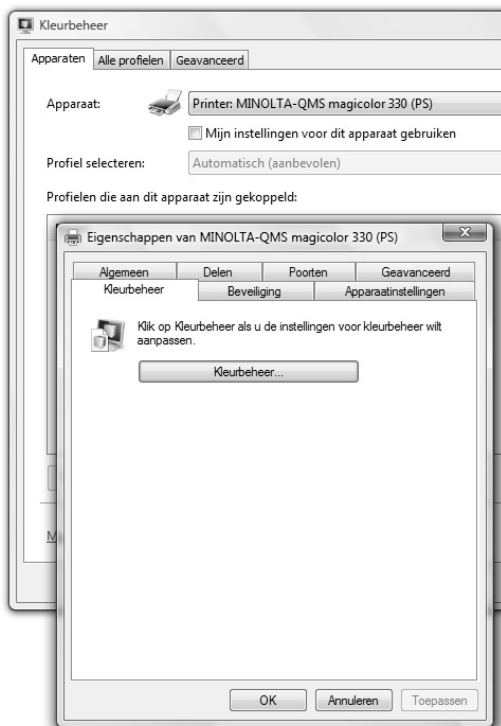 Kleurbeheer
Apparaten Alle profielen Geavanceerd
Apparaat: Printer: MINOLTA-QMS magicolor 330 (PS)
Mijn instellingen voor dit apparaat gebruiken
Profiel selecteren: Automatisch (aanbevolen)
Profielen die aan dit apparaat zijn gekoppeld:
Eigenschappen van MINOLTA-QMS magicolor 330 (PS)
Algemeen Delen Poorten Geavanceerd
Kleurbeheer Beveiliging Apparaatinstellingen
Klik op Kleurbeheer als u de instellingen voor kleurbeheer wilt
aanpassen.
Kleurbeheer...
OK Annuleren Toepassen